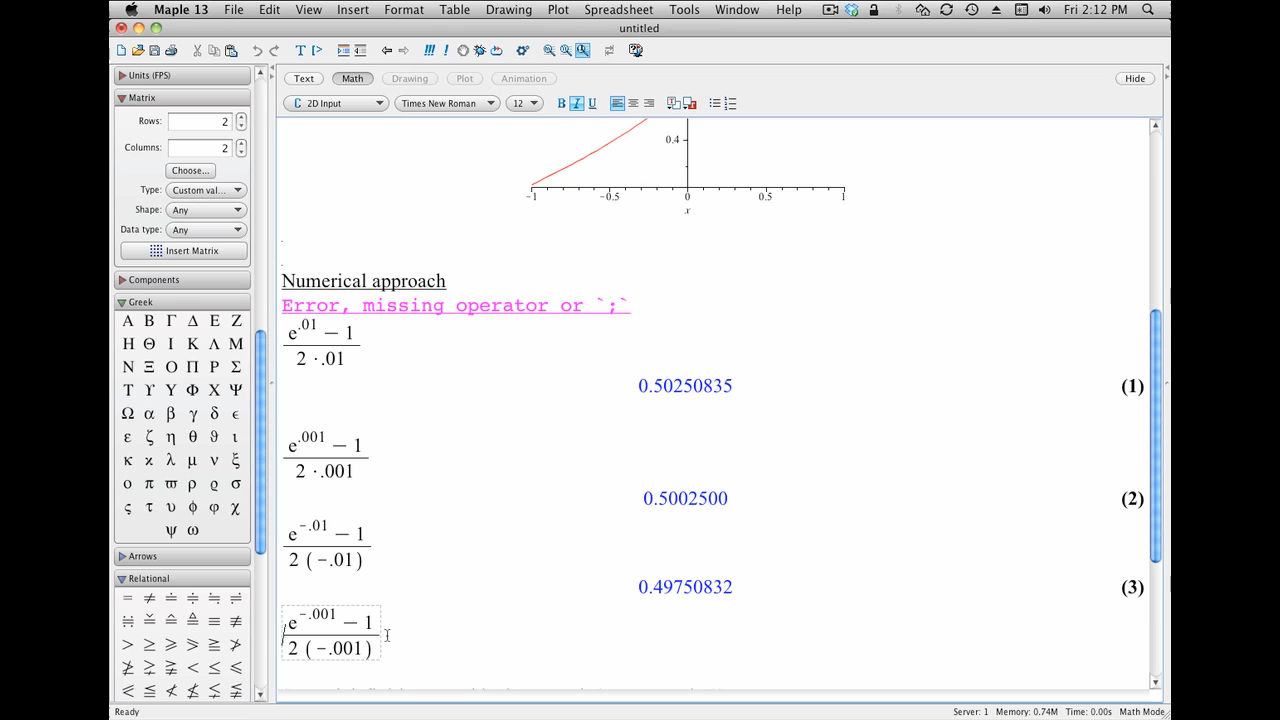 Maple 13 File Edit View Insert Format Table Drawing Plot Spreadsheet Tools Window Help Fri 2:12 PM
untitled
Units (FPS)
Text Math Drawing Plot Animation Hide
Matrix
2D Input Times New Roman 12 B I U
Rows: 2
Columns: 2
Choose...
Type: Custom val...
Shape: Any
Data type: Any
Insert Matrix
0.4
-1 -0.5 0 0.5 1
x
Components
Greek
Α Β Γ Δ Ε Ζ
Η Θ Ι Κ Λ Μ
Ν Ξ Ο Π Ρ Σ
Τ Υ Υ Φ Χ Ψ
Ω α β γ δ ϵ
ε ζ η θ ϑ ι
κ ϰ λ μ ν ξ
ο π ϖ ρ ϱ σ
ς τ υ φ φ χ
ψ ω
Arrows
Relational
= ≠ ≐ ≑ ≒ ≓
> ≥
< ≤
Numerical approach
Error, missing operator or `;`
e^.01 − 1
2 ·.01
0.50250835 (1)
e^.001 − 1
2 ·.001
0.5002500 (2)
e^−.01 − 1
2 (−.01)
0.49750832 (3)
e^−.001 − 1
2 (−.001)
Ready Server: 1 Memory: 0.74M Time: 0.00s Math Mode